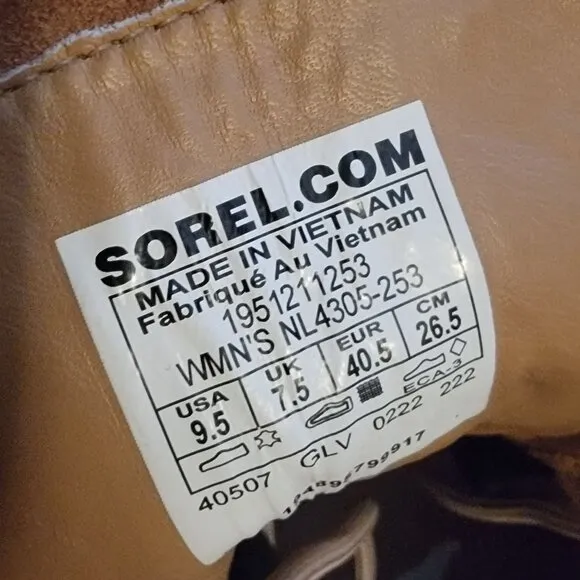 SOREL.COM
MADE IN VIETNAM
Fabriqué Au Vietnam
1951211253
WMN'S NL4305-253
USA UK EUR CM
9.5 7.5 40.5 26.5
ECA-3
40507 GLV 0222 222